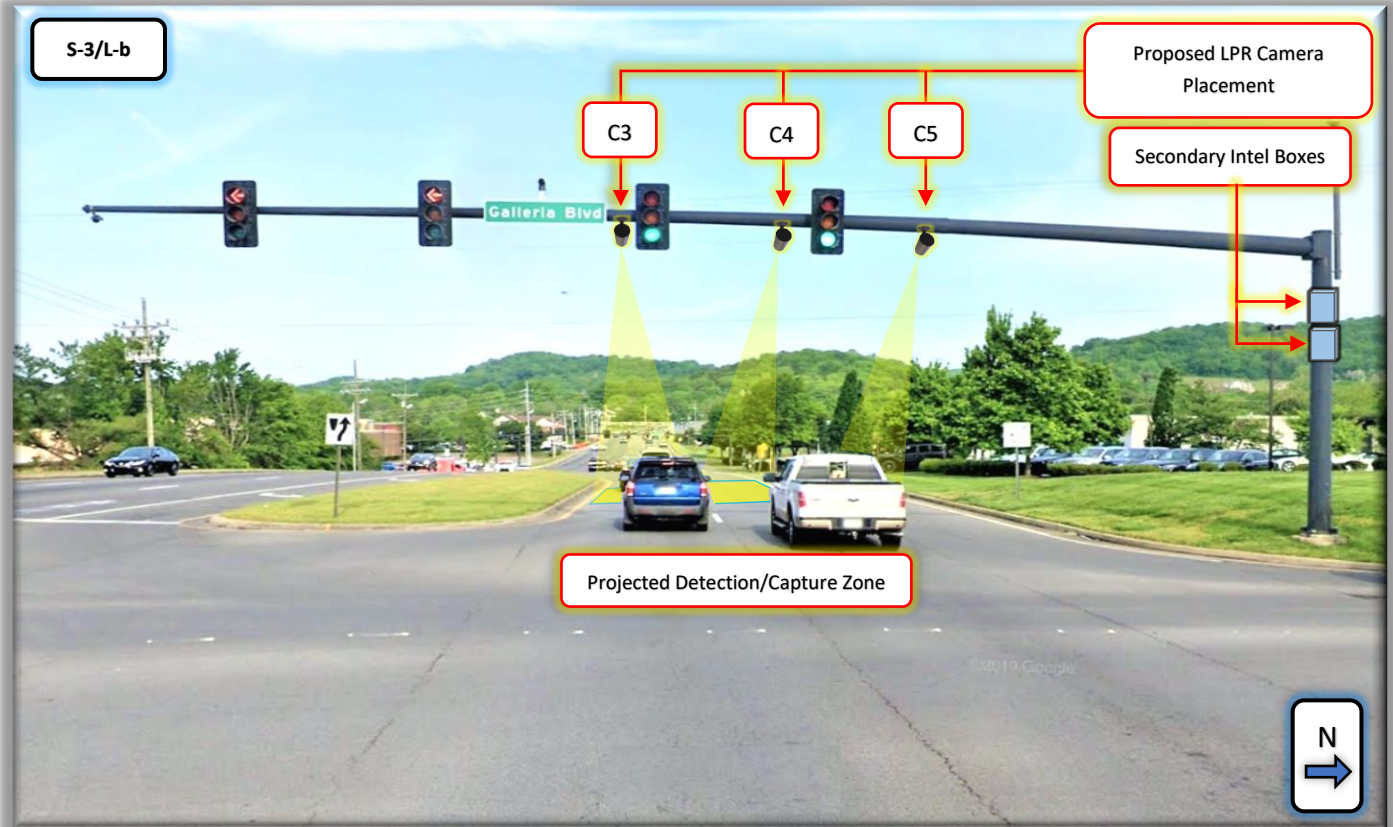 S-3/L-b
Proposed LPR Camera
Placement
C3
C4
C5
Secondary Intel Boxes
Galleria Blvd
Projected Detection/Capture Zone
©2019 Google
N